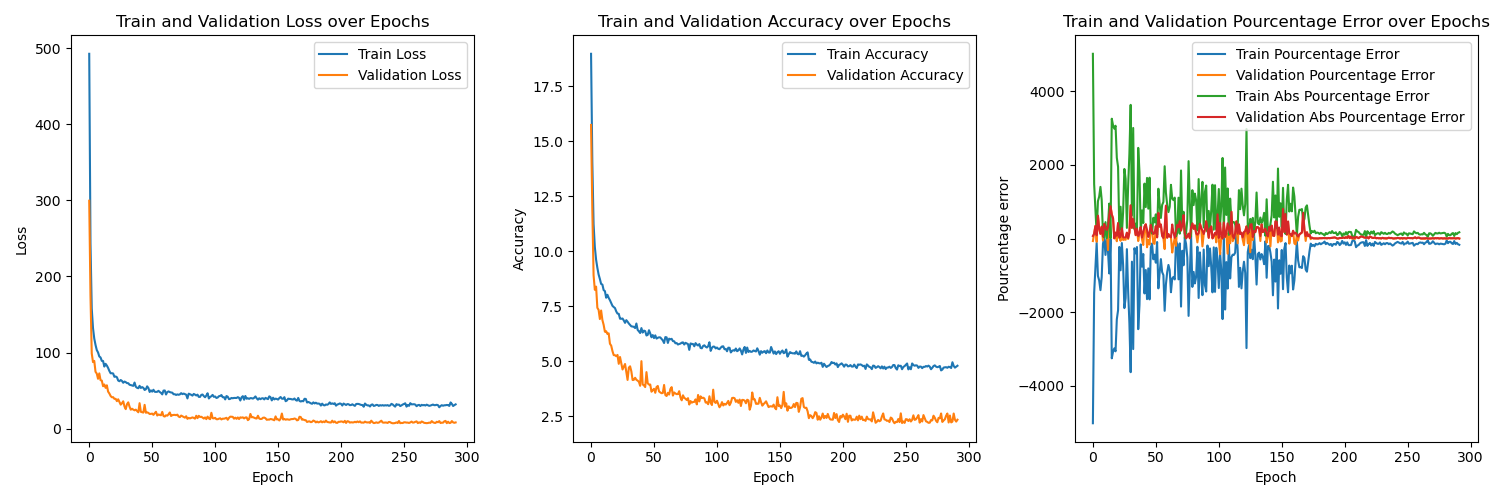 Train and Validation Loss over Epochs
Train Loss
Validation Loss
500
400
300
200
100
0
Loss
0 50 100 150 200 250 300
Epoch
Train and Validation Accuracy over Epochs
Train Accuracy
Validation Accuracy
17.5
15.0
12.5
10.0
7.5
5.0
2.5
Accuracy
0 50 100 150 200 250 300
Epoch
Train and Validation Pourcentage Error over Epochs
Train Pourcentage Error
Validation Pourcentage Error
Train Abs Pourcentage Error
Validation Abs Pourcentage Error
4000
2000
0
−2000
−4000
Pourcentage error
0 50 100 150 200 250 300
Epoch